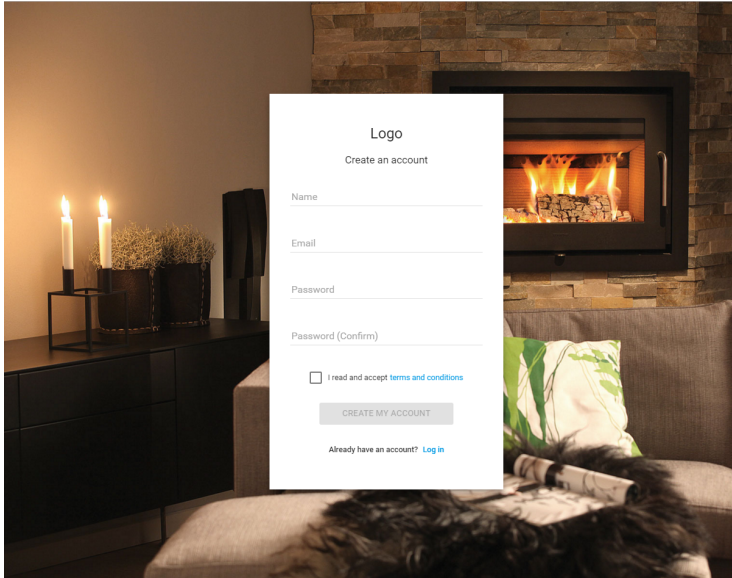 Logo
Create an account
Name
Email
Password
Password (Confirm)
I read and accept terms and conditions
CREATE MY ACCOUNT
Already have an account? Log in